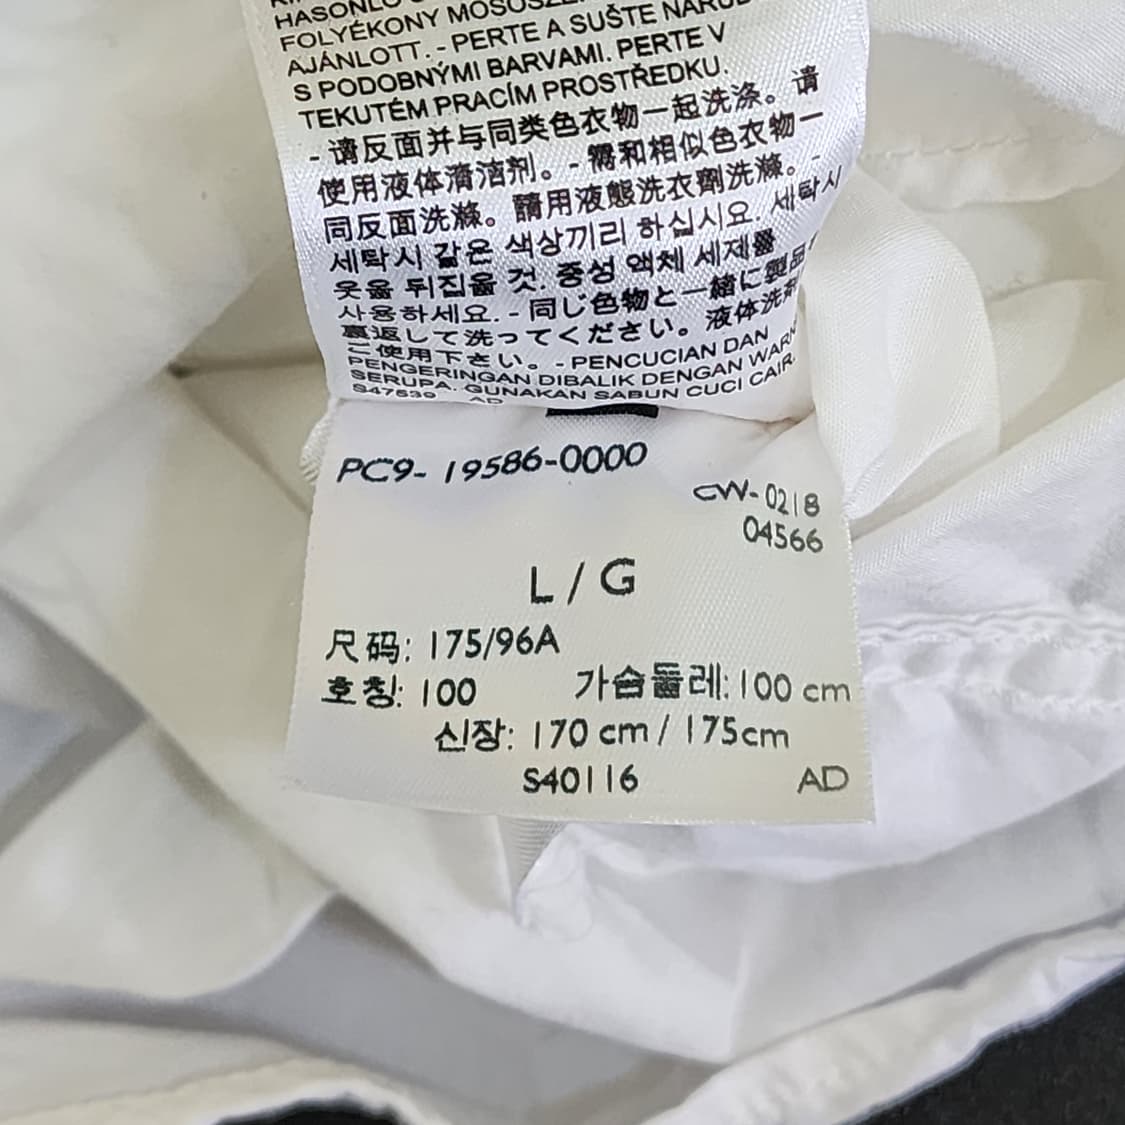 HASONLÓ
FOLYÉKONY MOSÓSZE
AJÁNLOTT. - PERTE A SUŠTE NARUB
S PODOBNÝMI BARVAMI. PERTE V
TEKUTÉM PRACÍM PROSTŘEDKU.
- 请反面并与同类色衣物一起洗涤。请
使用液体清洁剂。 - 需和相似色衣物一
同反面洗滌。請用液態洗衣劑洗滌。 -
세탁시 같은 색상끼리 하십시요. 세탁시
옷을 뒤집을 것. 중성 액체 세제를
사용하세요. - 同じ色物と一緒に製品
裏返して洗ってください。液体洗剤
ご使用下さい。 - PENCUCIAN DAN
PENGERINGAN DIBALIK DENGAN WARN
SERUPA. GUNAKAN SABUN CUCI CAIR.
S47639 AD
PC9-19586-0000
CW-0218
04566
L / G
尺码: 175/96A
호칭: 100 가슴둘레: 100 cm
신장: 170 cm / 175cm
S40116 AD